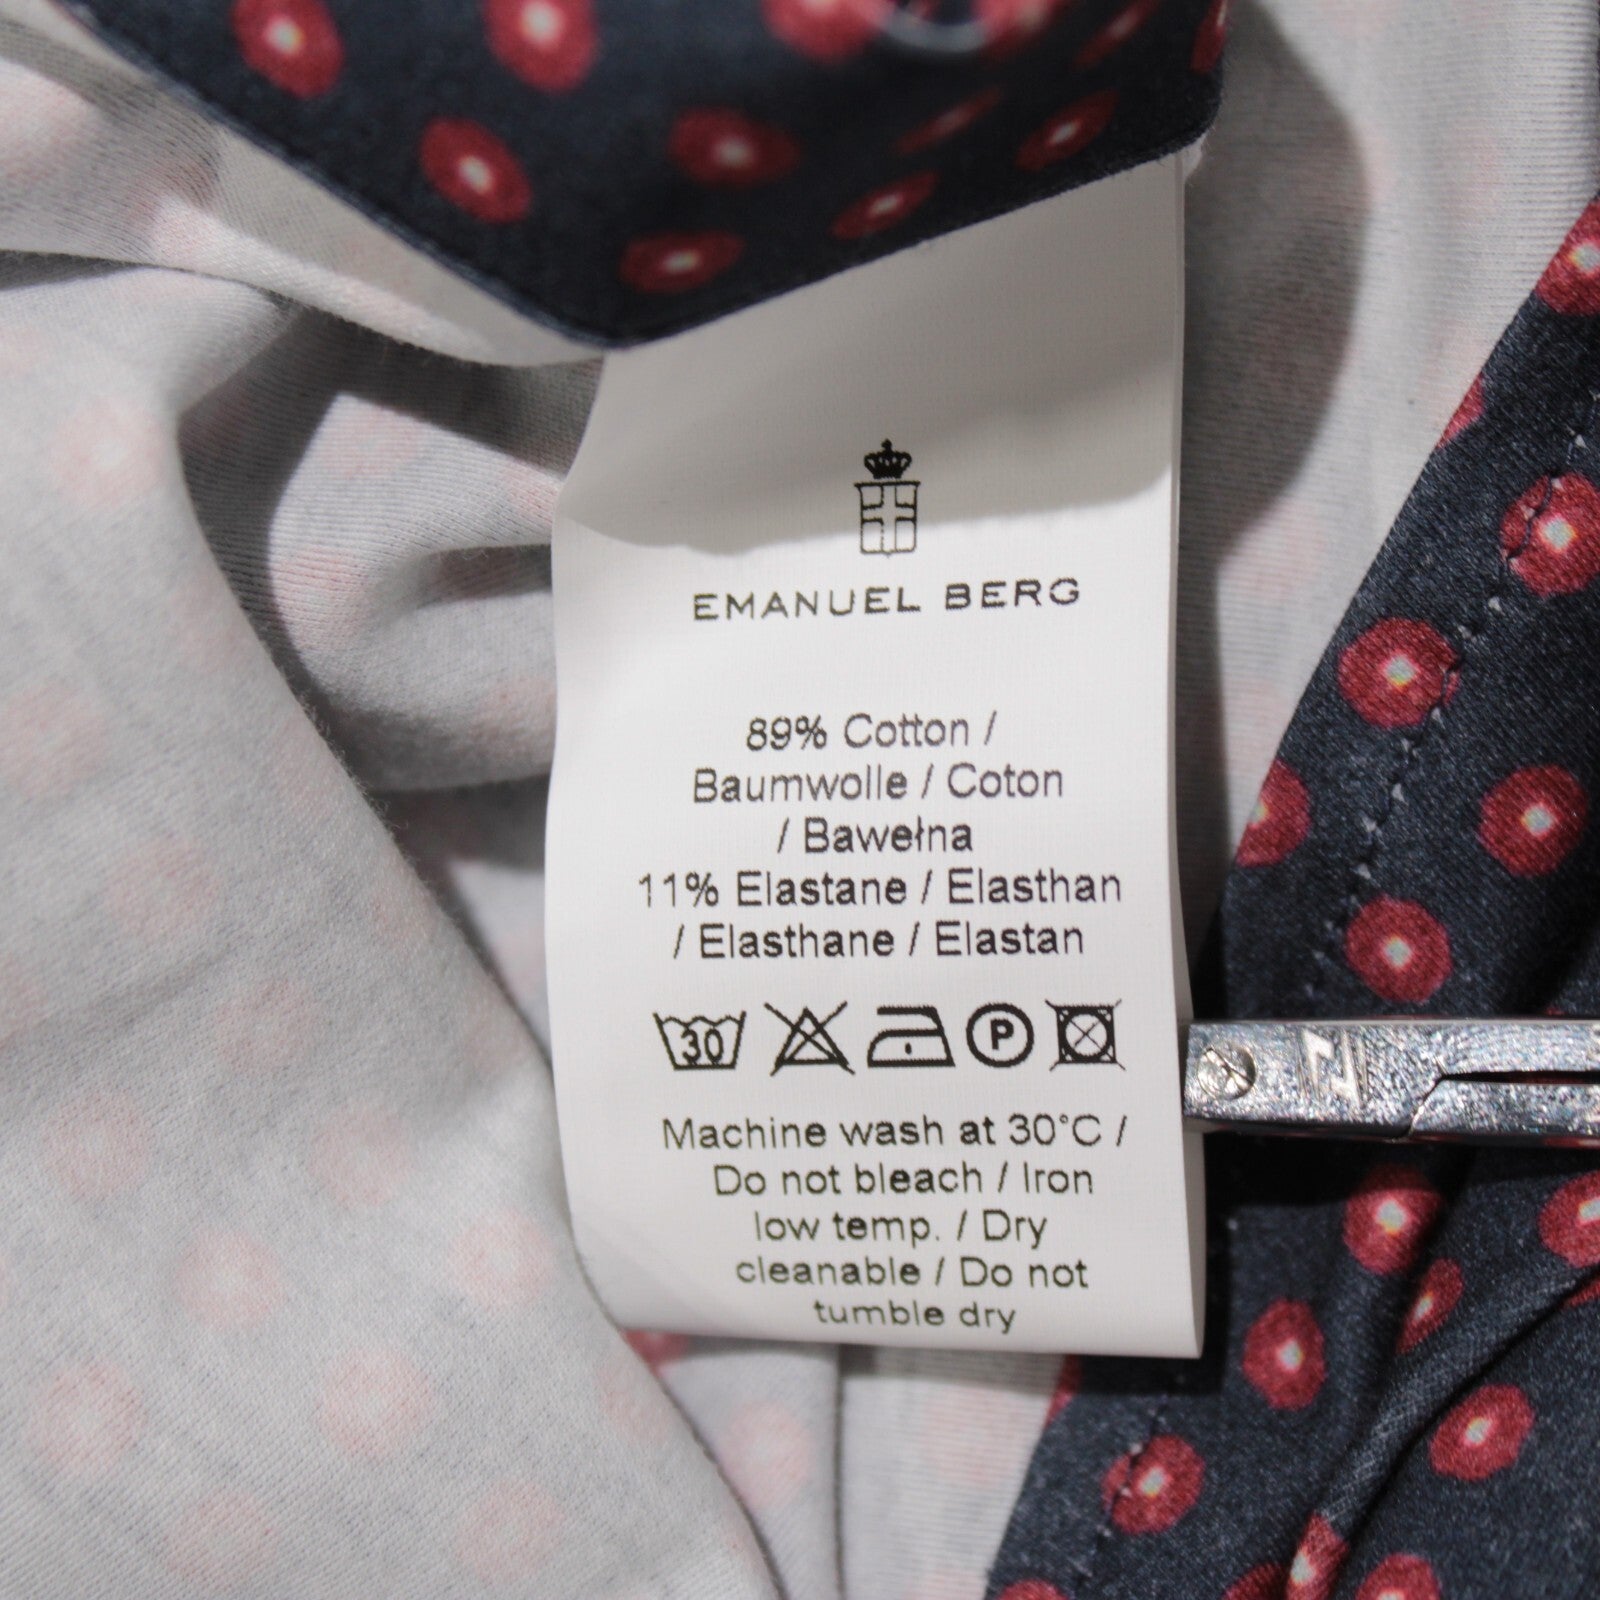 EMANUEL BERG
89% Cotton /
Baumwolle / Coton
/ Bawełna
11% Elastane / Elasthan
/ Elasthane / Elastan
30 P
Machine wash at 30°C /
Do not bleach / Iron
low temp. / Dry
cleanable / Do not
tumble dry